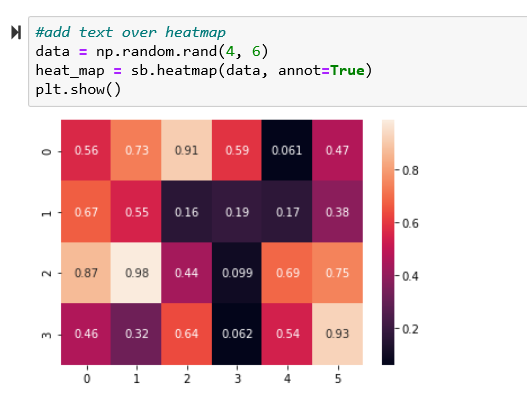 #add text over heatmap
data = np.random.rand(4, 6)
heat_map = sb.heatmap(data, annot=True)
plt.show()
0 0.56 0.73 0.91 0.59 0.061 0.47
1 0.67 0.55 0.16 0.19 0.17 0.38
2 0.87 0.98 0.44 0.099 0.69 0.75
3 0.46 0.32 0.64 0.062 0.54 0.93
0 1 2 3 4 5
0.8
0.6
0.4
0.2